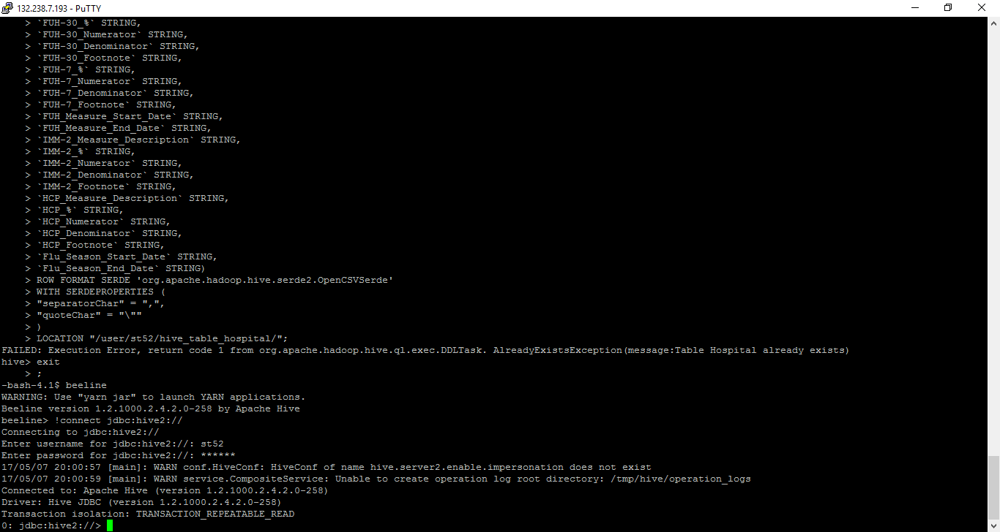 132.238.7.193 - PuTTY
> `FUH-30_%` STRING,
> `FUH-30_Numerator` STRING,
> `FUH-30_Denominator` STRING,
> `FUH-30_Footnote` STRING,
> `FUH-7_%` STRING,
> `FUH-7_Numerator` STRING,
> `FUH-7_Denominator` STRING,
> `FUH-7_Footnote` STRING,
> `FUH_Measure_Start_Date` STRING,
> `FUH_Measure_End_Date` STRING,
> `IMM-2_Measure_Description` STRING,
> `IMM-2_%` STRING,
> `IMM-2_Numerator` STRING,
> `IMM-2_Denominator` STRING,
> `IMM-2_Footnote` STRING,
> `HCP_Measure_Description` STRING,
> `HCP_%` STRING,
> `HCP_Numerator` STRING,
> `HCP_Denominator` STRING,
> `HCP_Footnote` STRING,
> `Flu_Season_Start_Date` STRING,
> `Flu_Season_End_Date` STRING)
> ROW FORMAT SERDE 'org.apache.hadoop.hive.serde2.OpenCSVSerde'
> WITH SERDEPROPERTIES (
> "separatorChar" = ",",
> "quoteChar" = "\""
> )
> LOCATION "/user/st52/hive_table_hospital/";
FAILED: Execution Error, return code 1 from org.apache.hadoop.hive.ql.exec.DDLTask. AlreadyExistsException(message:Table Hospital already exists)
hive> exit
> ;
-bash-4.1$ beeline
WARNING: Use "yarn jar" to launch YARN applications.
Beeline version 1.2.1000.2.4.2.0-258 by Apache Hive
beeline> !connect jdbc:hive2://
Connecting to jdbc:hive2://
Enter username for jdbc:hive2://: st52
Enter password for jdbc:hive2://: ******
17/05/07 20:00:57 [main]: WARN conf.HiveConf: HiveConf of name hive.server2.enable.impersonation does not exist
17/05/07 20:00:59 [main]: WARN service.CompositeService: Unable to create operation log root directory: /tmp/hive/operation_logs
Connected to: Apache Hive (version 1.2.1000.2.4.2.0-258)
Driver: Hive JDBC (version 1.2.1000.2.4.2.0-258)
Transaction isolation: TRANSACTION_REPEATABLE_READ
0: jdbc:hive2://>